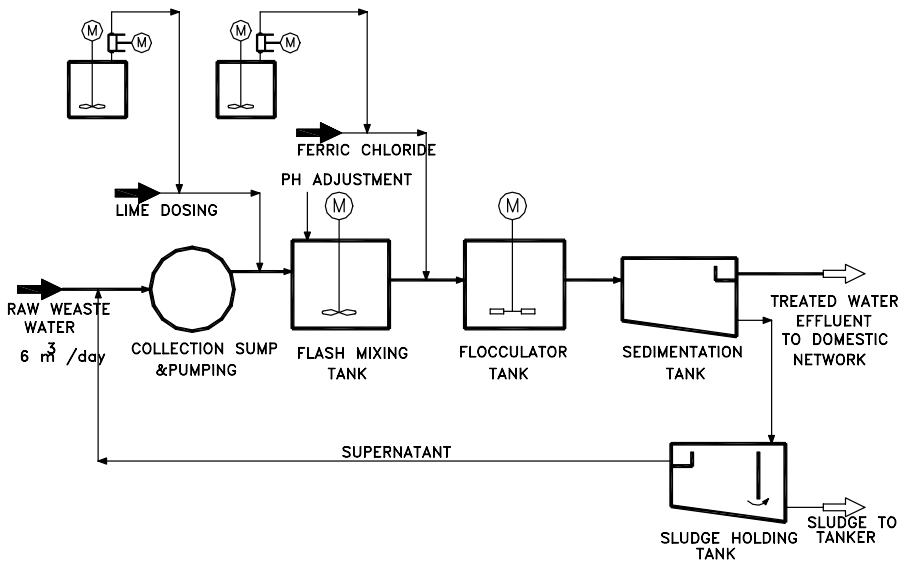 M
M
M
M
FERRIC CHLORIDE
PH ADJUSTMENT
LIME DOSING
M
M
RAW WEASTE
WATER
6 m3 /day
COLLECTION SUMP
&PUMPING
FLASH MIXING
TANK
FLOCCULATOR
TANK
SEDIMENTATION
TANK
TREATED WATER
EFFLUENT
TO DOMESTIC
NETWORK
SUPERNATANT
SLUDGE HOLDING
TANK
SLUDGE TO
TANKER